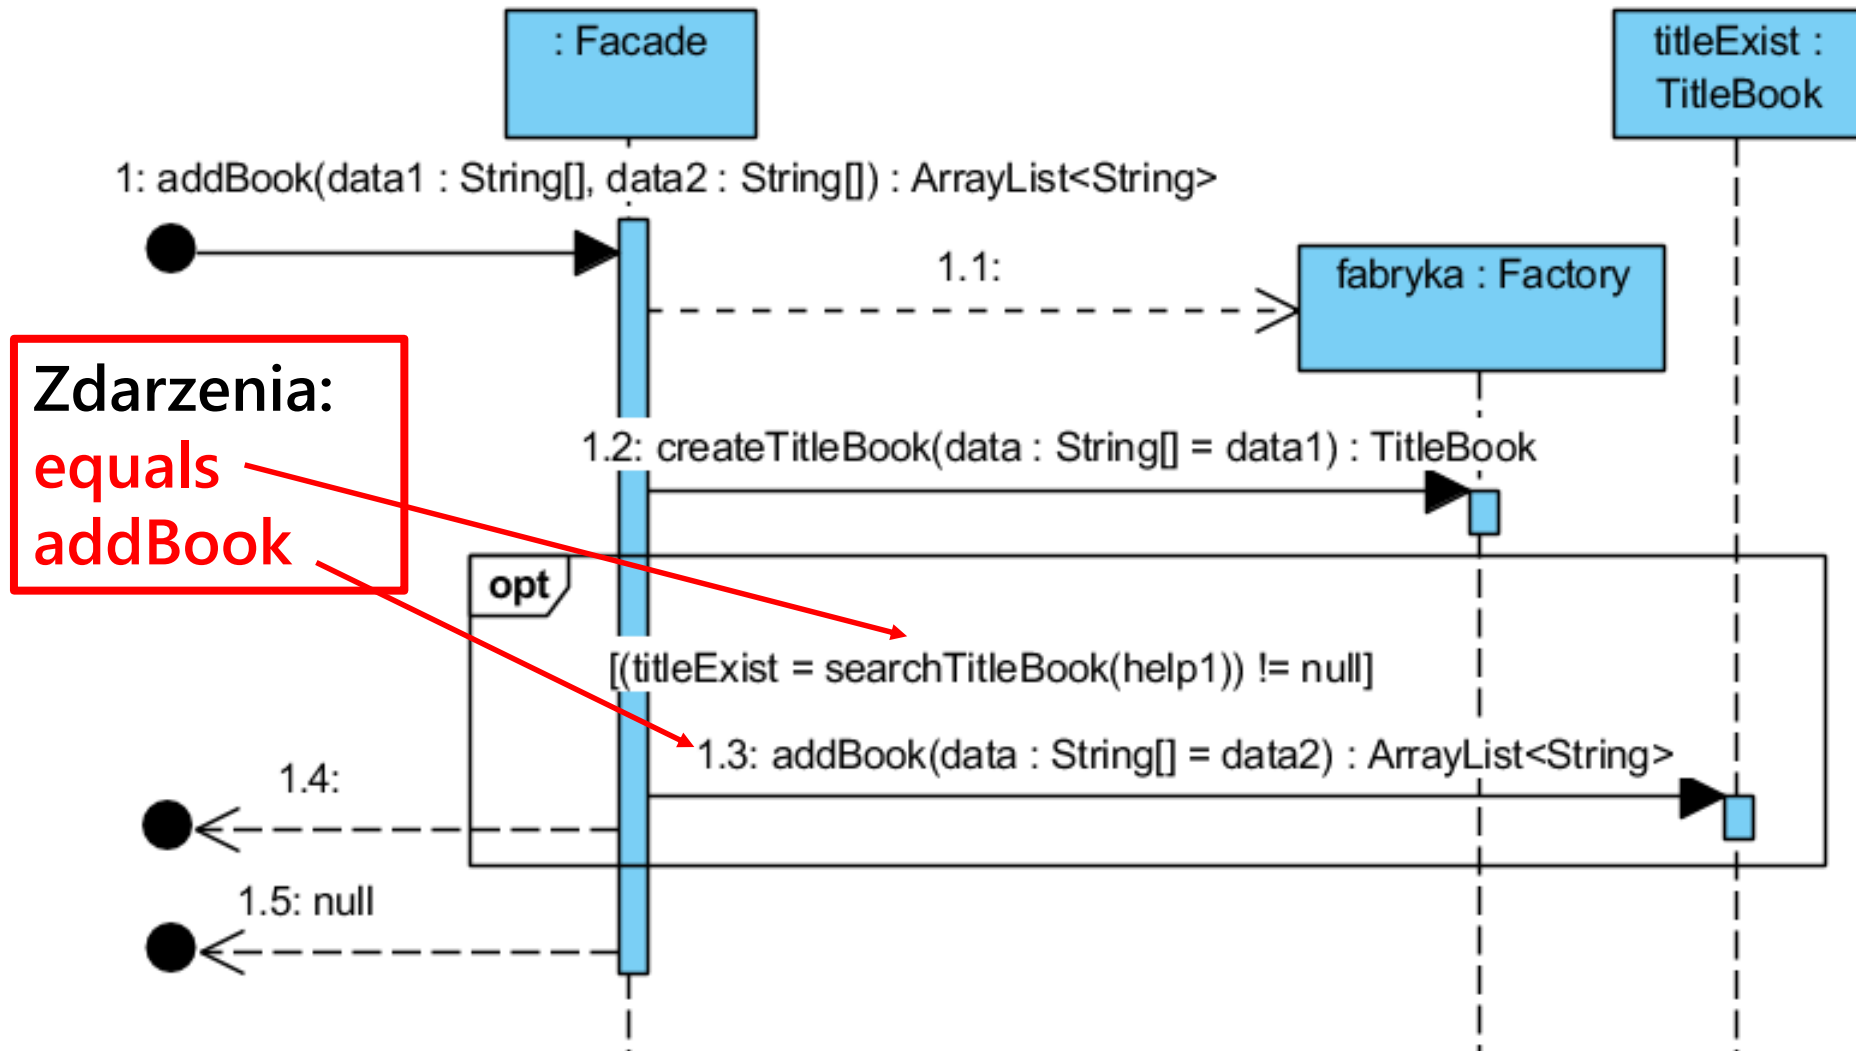 : Facade
titleExist :
TitleBook
1: addBook(data1 : String[], data2 : String[]) : ArrayList<String>
1.1:
fabryka : Factory
Zdarzenia:
equals
addBook
1.2: createTitleBook(data : String[] = data1) : TitleBook
opt
[(titleExist = searchTitleBook(help1)) != null]
1.3: addBook(data : String[] = data2) : ArrayList<String>
1.4:
1.5: null